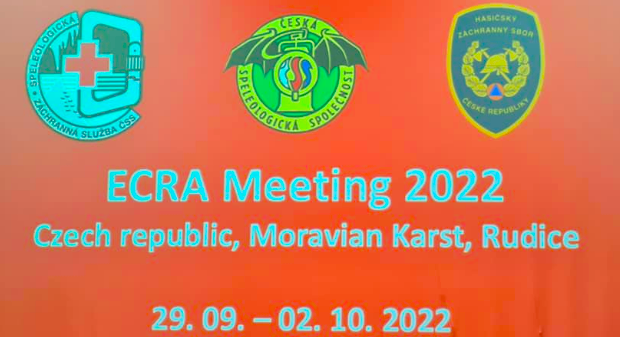 SPELEOLOGICKÁ
ZÁCHRANNÁ SLUŽBA ČSS
ČESKÁ
SPELEOLOGICKÁ SPOLEČNOST
HASIČSKÝ
ZÁCHRANNÝ SBOR
ČESKÉ REPUBLIKY
ECRA Meeting 2022
Czech republic, Moravian Karst, Rudice
29. 09. – 02. 10. 2022